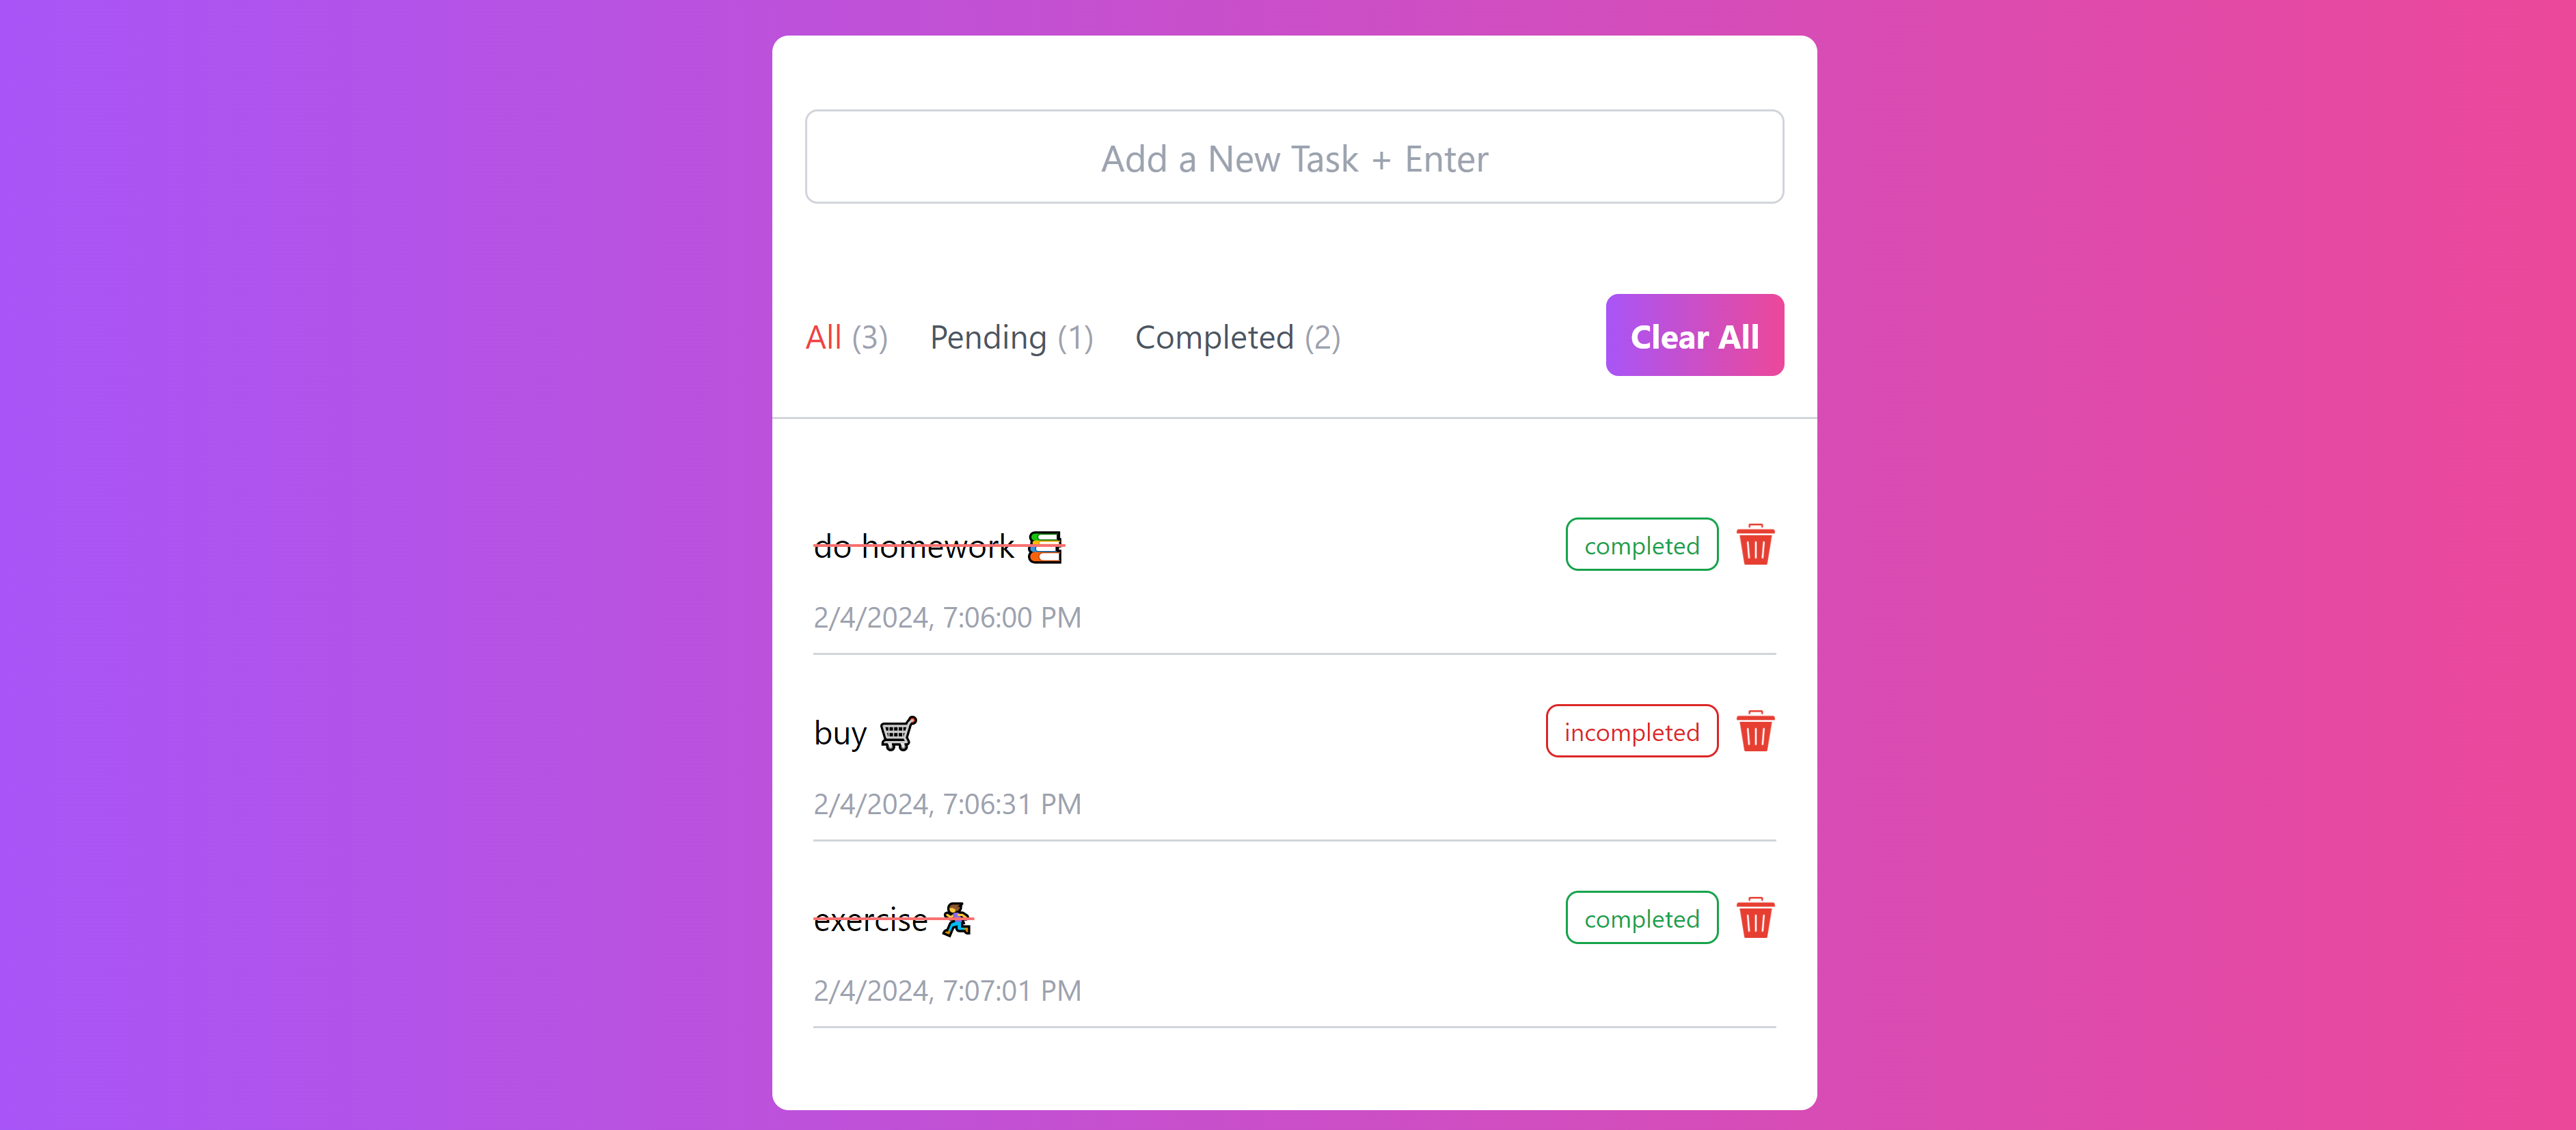 Add a New Task + Enter
All (3) Pending (1) Completed (2) Clear All
do homework 📚 completed
2/4/2024, 7:06:00 PM
buy 🛒 incompleted
2/4/2024, 7:06:31 PM
exercise 🏃 completed
2/4/2024, 7:07:01 PM